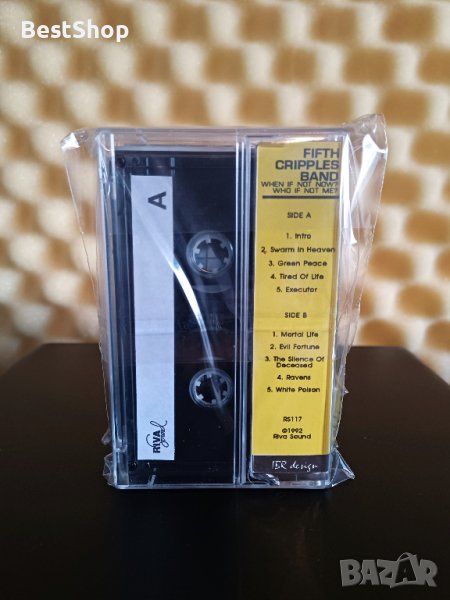 BestShop
A
RIVA
Sound
FIFTH
CRIPPLES
BAND
WHEN IF NOT NOW?
WHO IF NOT ME?
SIDE A
1. Intro
2. Swarm In Heaven
3. Green Peace
4. Tired Of Life
5. Executor
SIDE B
1. Mortal Life
2. Evil Fortune
3. The Silence Of
Deceased
4. Ravens
5. White Poison
RS117
©1992
Riva Sound
design
BAZAR